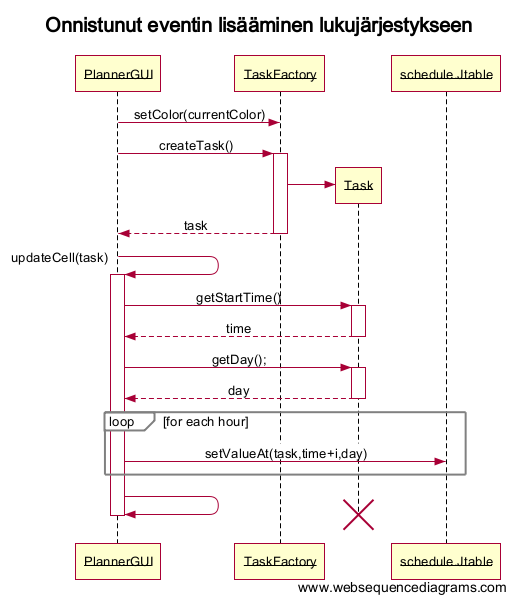 Onnistunut eventin lisääminen lukujärjestykseen
PlannerGUI
TaskFactory
schedule Jtable
setColor(currentColor)
createTask()
Task
task
updateCell(task)
getStartTime()
time
getDay();
day
loop
[for each hour]
setValueAt(task,time+i,day)
PlannerGUI
TaskFactory
schedule Jtable
www.websequencediagrams.com